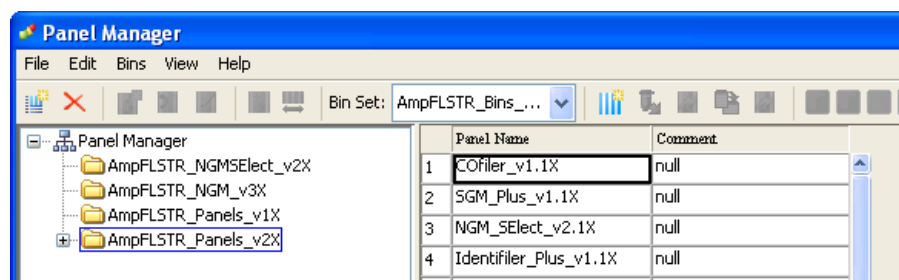 Panel Manager
File Edit Bins View Help
Bin Set: AmpFLSTR_Bins_...
Panel Manager
AmpFLSTR_NGMSElect_v2X
AmpFLSTR_NGM_v3X
AmpFLSTR_Panels_v1X
AmpFLSTR_Panels_v2X
Panel Name Comment
1 COfiler_v1.1X null
2 SGM_Plus_v1.1X null
3 NGM_SElect_v2.1X null
4 Identifiler_Plus_v1.1X null